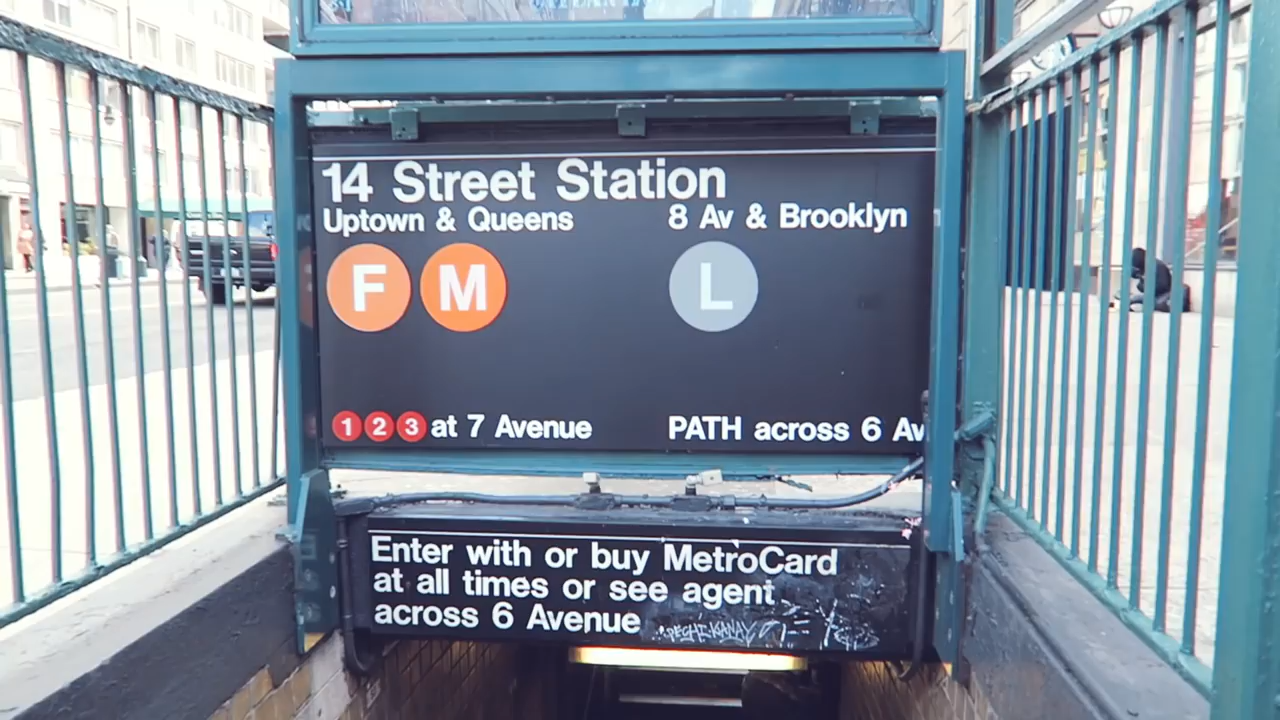 14 Street Station
Uptown & Queens
8 Av & Brooklyn
F M
L
1 2 3 at 7 Avenue
PATH across 6 Av
Enter with or buy MetroCard
at all times or see agent
across 6 Avenue